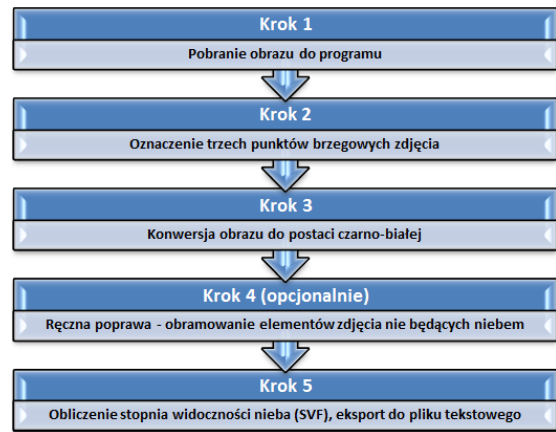 Krok 1
Pobranie obrazu do programu
Krok 2
Oznaczenie trzech punktów brzegowych zdjęcia
Krok 3
Konwersja obrazu do postaci czarno-białej
Krok 4 (opcjonalnie)
Ręczna poprawa - obramowanie elementów zdjęcia nie będących niebem
Krok 5
Obliczenie stopnia widoczności nieba (SVF), eksport do pliku tekstowego